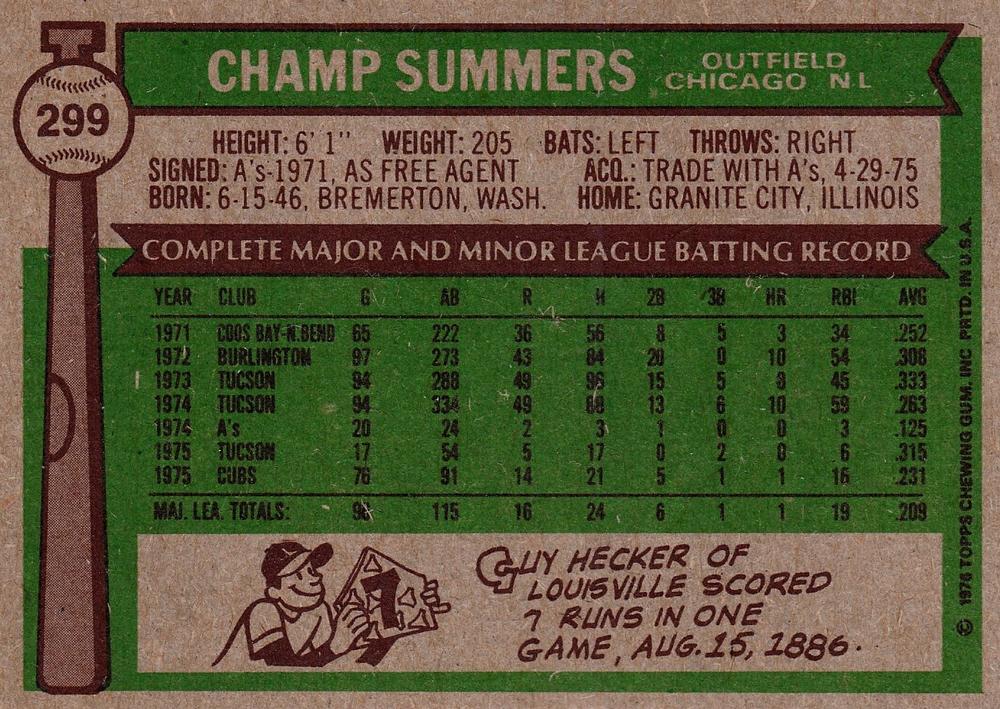 299
CHAMP SUMMERS OUTFIELD
CHICAGO N L
HEIGHT: 6' 1" WEIGHT: 205 BATS: LEFT THROWS: RIGHT
SIGNED: A's-1971, AS FREE AGENT ACQ.: TRADE WITH A's, 4-29-75
BORN: 6-15-46, BREMERTON, WASH. HOME: GRANITE CITY, ILLINOIS
COMPLETE MAJOR AND MINOR LEAGUE BATTING RECORD
YEAR CLUB G AB R H 2B 3B HR RBI AVG
1971 COOS BAY-N.BEND 65 222 36 56 8 5 3 34 .252
1972 BURLINGTON 97 273 43 84 20 0 10 54 .308
1973 TUCSON 94 288 49 96 15 5 45 .333
1974 TUCSON 94 334 49 88 13 6 10 59 .263
1974 A's 20 24 2 3 1 0 0 3 .125
1975 TUCSON 17 54 5 17 0 2 0 6 .315
1975 CUBS 76 91 14 21 5 1 1 16 .231
MAJ. LEA. TOTALS: 96 115 16 24 6 1 1 19 .209
GUY HECKER OF
LOUISVILLE SCORED
7 RUNS IN ONE
GAME, AUG. 15, 1886.
7
© 1976 TOPPS CHEWING GUM. INC PRTD. IN U.S.A.